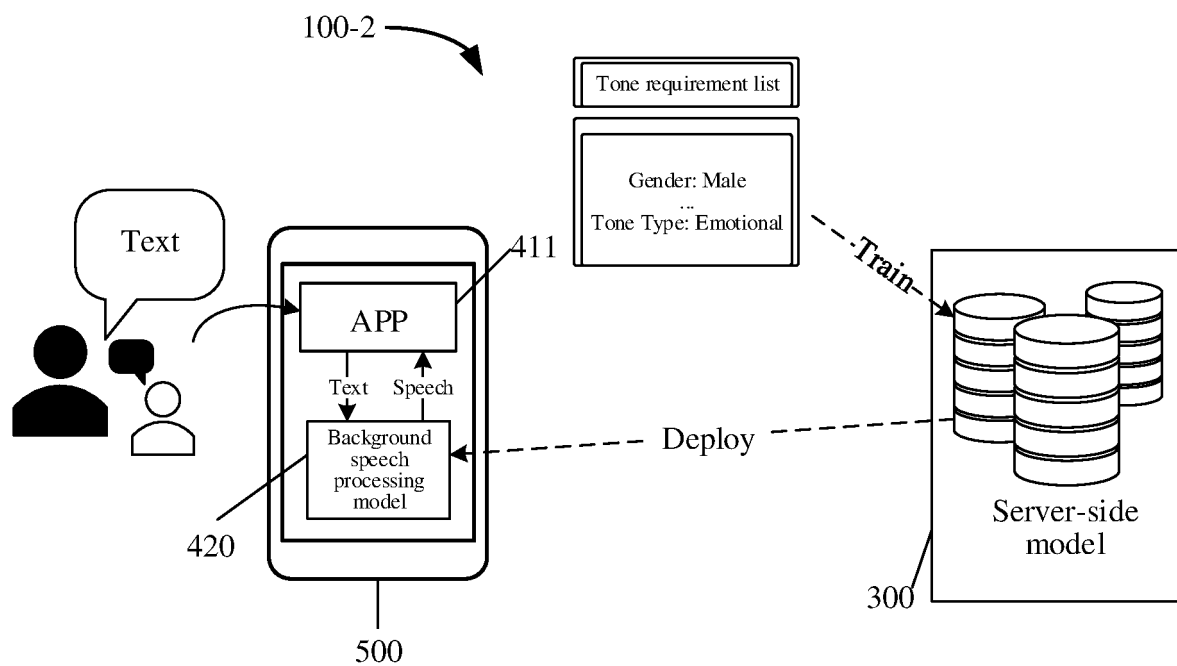 100-2
Tone requirement list
Gender: Male
...
Tone Type: Emotional
Text
411
Train
APP
Text
Speech
Background
speech
processing
model
Deploy
Server-side
model
420
300
500